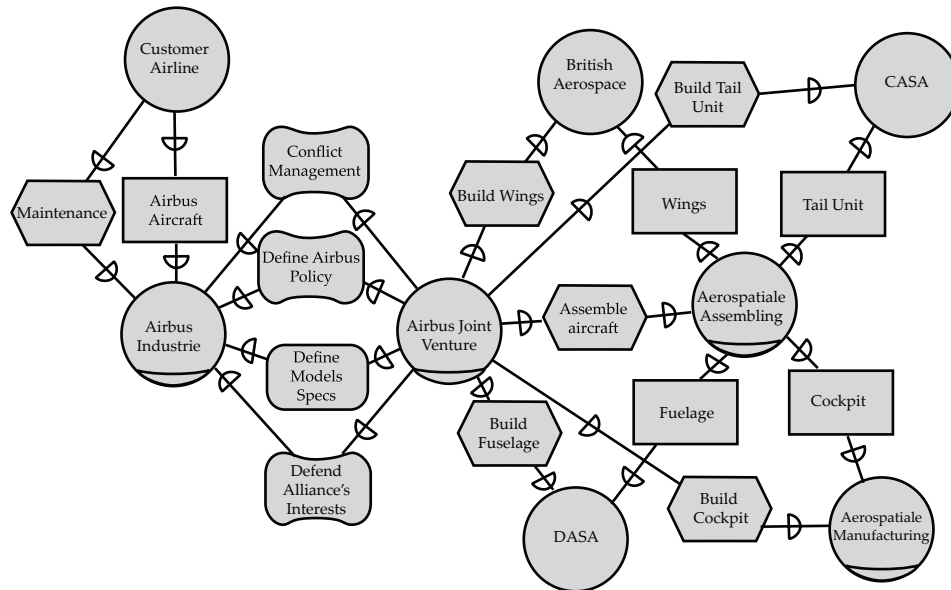 Customer
Airline
British
Aerospace
Build Tail
Unit
CASA
Conflict
Management
Maintenance
Airbus
Aircraft
Build Wings
Wings
Tail Unit
Define Airbus
Policy
Airbus
Industrie
Airbus Joint
Venture
Assemble
aircraft
Aerospatiale
Assembling
Define
Models
Specs
Build
Fuselage
Fuelage
Cockpit
Defend
Alliance's
Interests
DASA
Build
Cockpit
Aerospatiale
Manufacturing